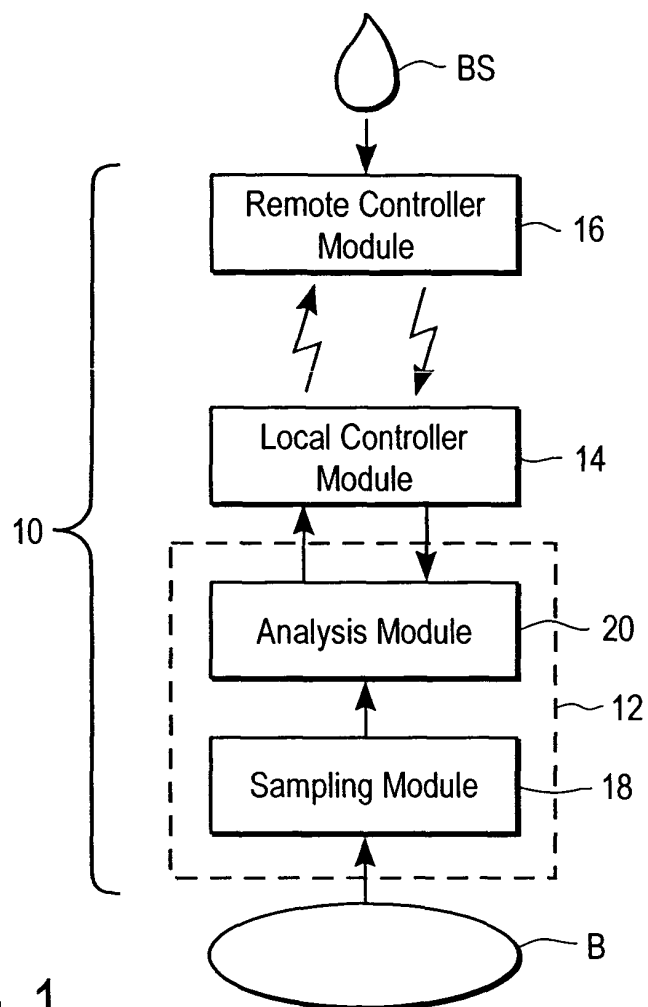 BS
Remote Controller
Module
16
Local Controller
Module
14
10
Analysis Module
20
12
Sampling Module
18
B
1